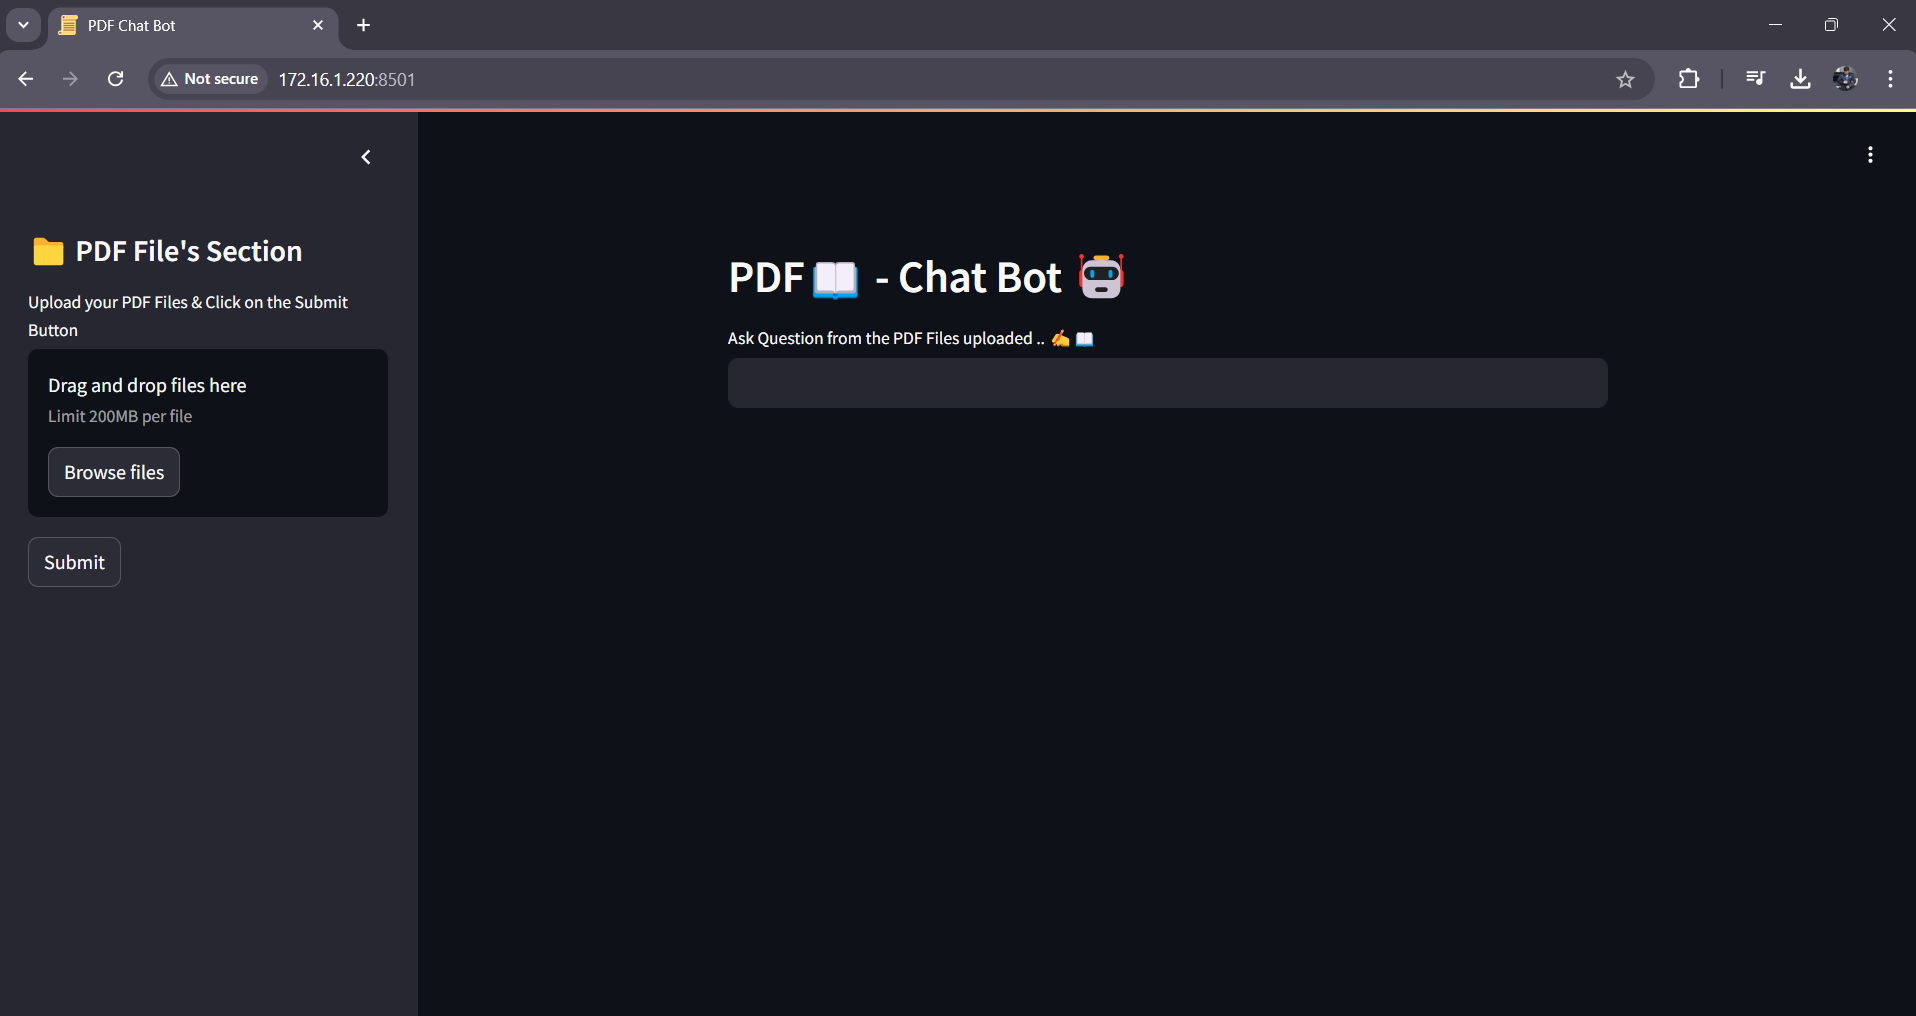 PDF Chat Bot
Not secure
172.16.1.220:8501
📁 PDF File's Section
Upload your PDF Files & Click on the Submit
Button
Drag and drop files here
Limit 200MB per file
Browse files
Submit
PDF📖 - Chat Bot 🤖
Ask Question from the PDF Files uploaded .. ✍️ 📖